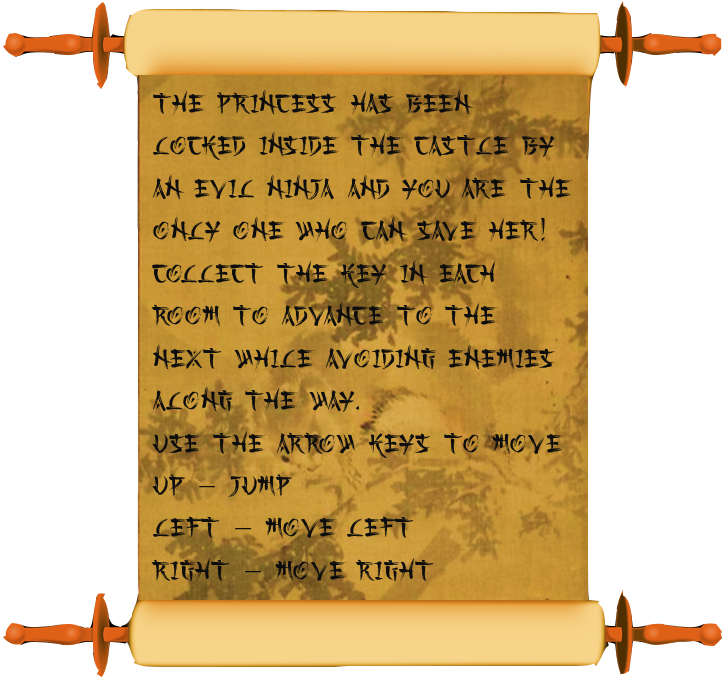 THE PRINCESS HAS BEEN
LOCKED INSIDE THE CASTLE BY
AN EVIL NINJA AND YOU ARE THE
ONLY ONE WHO CAN SAVE HER!
COLLECT THE KEY IN EACH
ROOM TO ADVANCE TO THE
NEXT WHILE AVOIDING ENEMIES
ALONG THE WAY.
USE THE ARROW KEYS TO MOVE
UP – JUMP
LEFT – MOVE LEFT
RIGHT – MOVE RIGHT